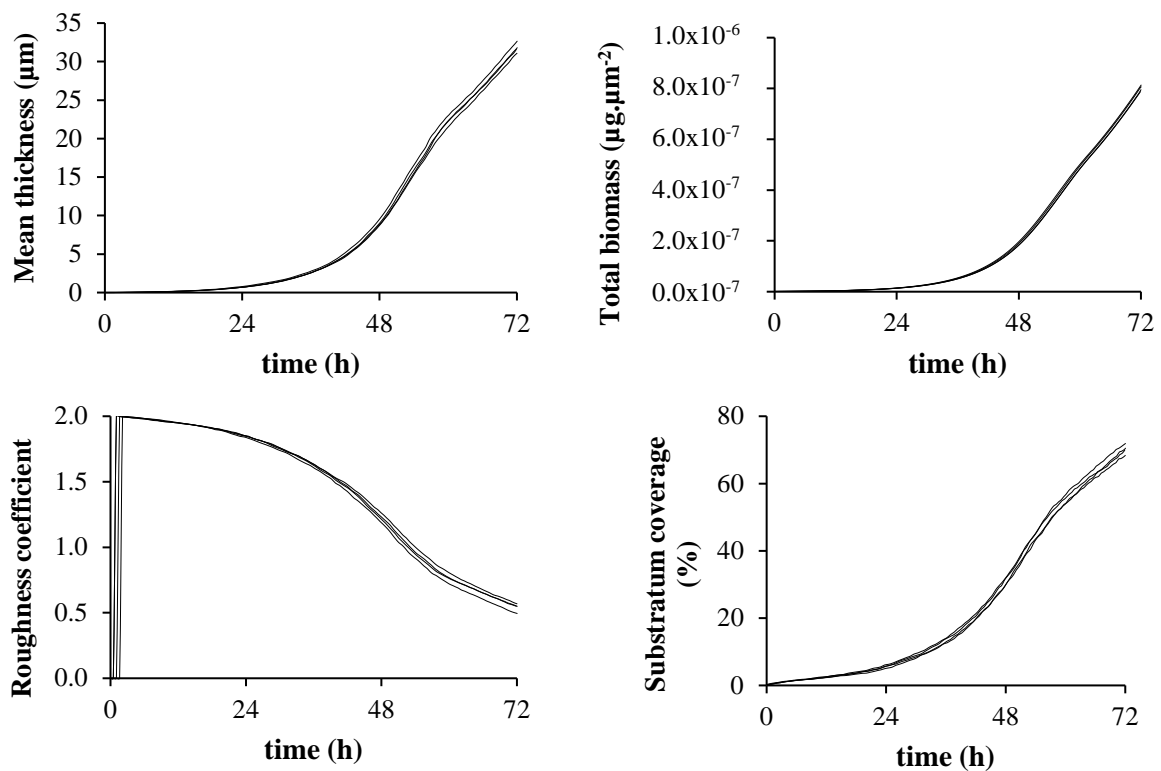 Mean thickness (µm)
35
30
25
20
15
10
5
0
0 24 48 72
time (h)
Total biomass (µg.µm⁻²)
1.0x10⁻⁶
8.0x10⁻⁷
6.0x10⁻⁷
4.0x10⁻⁷
2.0x10⁻⁷
0.0x10⁻⁷
0 24 48 72
time (h)
Roughness coefficient
2.0
1.5
1.0
0.5
0.0
0 24 48 72
time (h)
Substratum coverage
(%)
80
60
40
20
0
0 24 48 72
time (h)